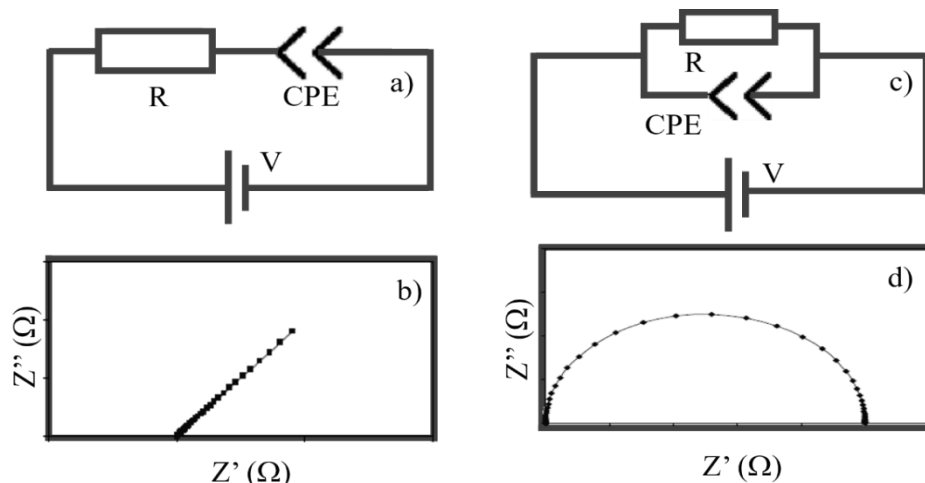 R
CPE
a)
V
R
CPE
c)
V
b)
Z’’ (Ω)
Z’ (Ω)
d)
Z’’ (Ω)
Z’ (Ω)